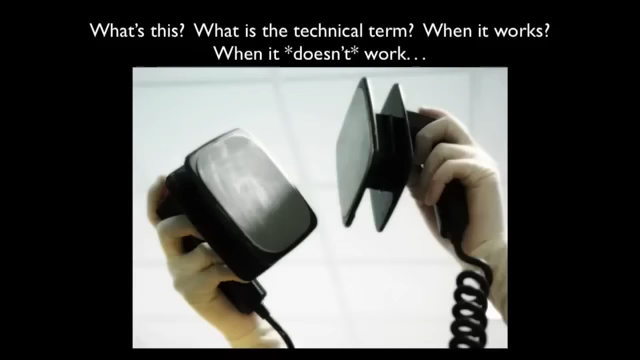 What's this?  What is the technical term?  When it works?
When it *doesn't* work...